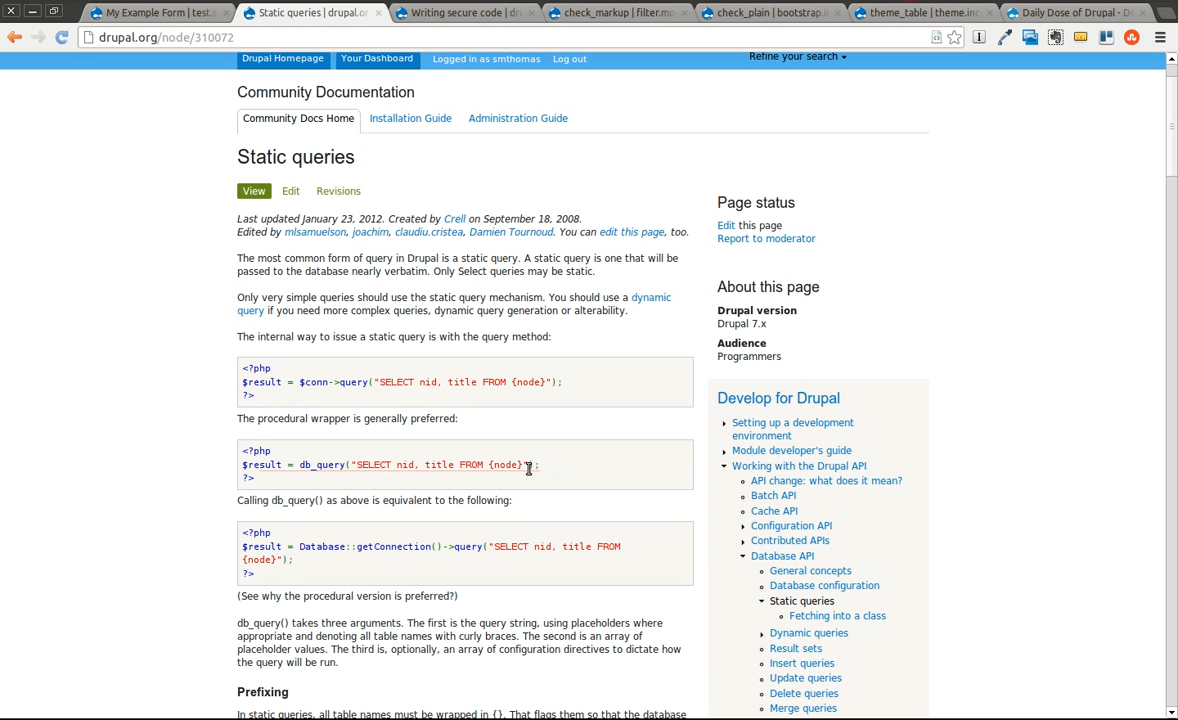 My Example Form | test.
Static queries | drupal.or
Writing secure code | dru
check_markup | filter.mo
check_plain | bootstrap.i
theme_table | theme.inc
Daily Dose of Drupal - Dr
drupal.org/node/310072
Drupal Homepage
Your Dashboard
Logged in as smthomas
Log out
Refine your search
Community Documentation
Community Docs Home
Installation Guide
Administration Guide
Static queries
View
Edit
Revisions
Last updated January 23, 2012. Created by Crell on September 18, 2008.
Edited by mlsamuelson, joachim, claudiu.cristea, Damien Tournoud. You can edit this page, too.
The most common form of query in Drupal is a static query. A static query is one that will be
passed to the database nearly verbatim. Only Select queries may be static.
Only very simple queries should use the static query mechanism. You should use a dynamic
query if you need more complex queries, dynamic query generation or alterability.
The internal way to issue a static query is with the query method:
<?php
$result = $conn->query("SELECT nid, title FROM {node}");
?>
The procedural wrapper is generally preferred:
<?php
$result = db_query("SELECT nid, title FROM {node}");
?>
Calling db_query() as above is equivalent to the following:
<?php
$result = Database::getConnection()->query("SELECT nid, title FROM
{node}");
?>
(See why the procedural version is preferred?)
db_query() takes three arguments. The first is the query string, using placeholders where
appropriate and denoting all table names with curly braces. The second is an array of
placeholder values. The third is, optionally, an array of configuration directives to dictate how
the query will be run.
Prefixing
In static queries, all table names must be wrapped in {}. That flags them so that the database
Page status
Edit this page
Report to moderator
About this page
Drupal version
Drupal 7.x
Audience
Programmers
Develop for Drupal
Setting up a development
environment
Module developer's guide
Working with the Drupal API
API change: what does it mean?
Batch API
Cache API
Configuration API
Contributed APIs
Database API
General concepts
Database configuration
Static queries
Fetching into a class
Dynamic queries
Result sets
Insert queries
Update queries
Delete queries
Merge queries